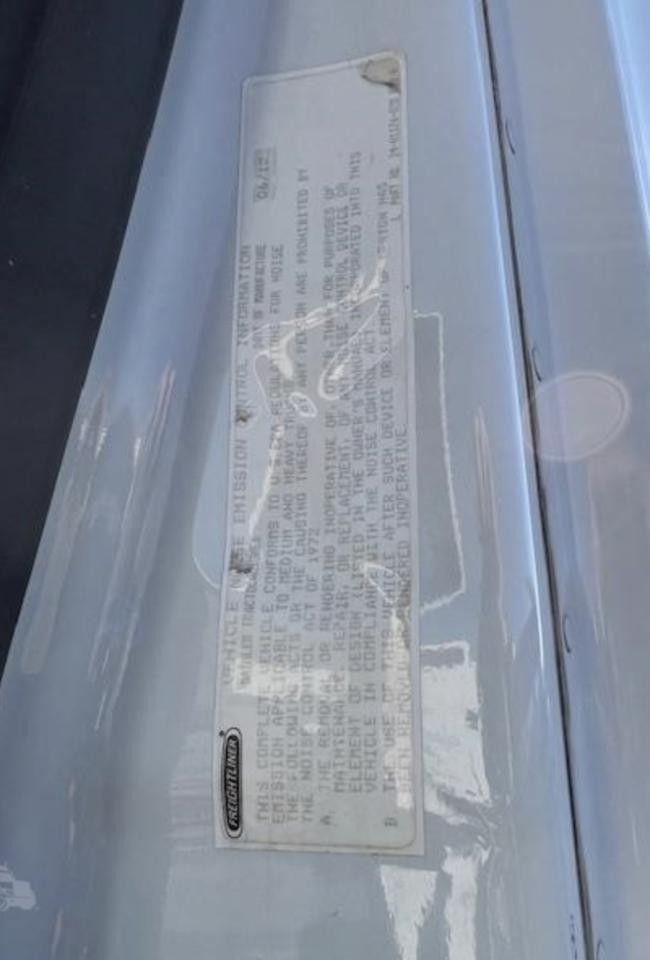 FREIGHTLINER
VEHICLE NOISE EMISSION CONTROL INFORMATION
DATE OF MANUFACTURE 06/12
THIS COMPLETE VEHICLE CONFORMS TO U.S. EPA REGULATIONS FOR NOISE
EMISSION APPLICABLE TO MEDIUM AND HEAVY
THE FOLLOWING ACTS OR THE CAUSING THEREOF BY ANY PERSON ARE PROHIBITED BY
THE NOISE CONTROL ACT OF 1972
A THE REMOVAL OR RENDERING INOPERATIVE OF, OTHER THAN FOR PURPOSES OF
MAINTENANCE, REPAIR, OR REPLACEMENT, OF ANY NOISE CONTROL DEVICE OR
ELEMENT OF DESIGN (LISTED IN THE OWNER'S MANUAL) INCORPORATED INTO THIS
VEHICLE IN COMPLIANCE WITH THE NOISE CONTROL ACT
B THE USE OF THIS VEHICLE AFTER SUCH DEVICE OR ELEMENT OF DESIGN HAS
BEEN REMOVED OR RENDERED INOPERATIVE
PART NO.